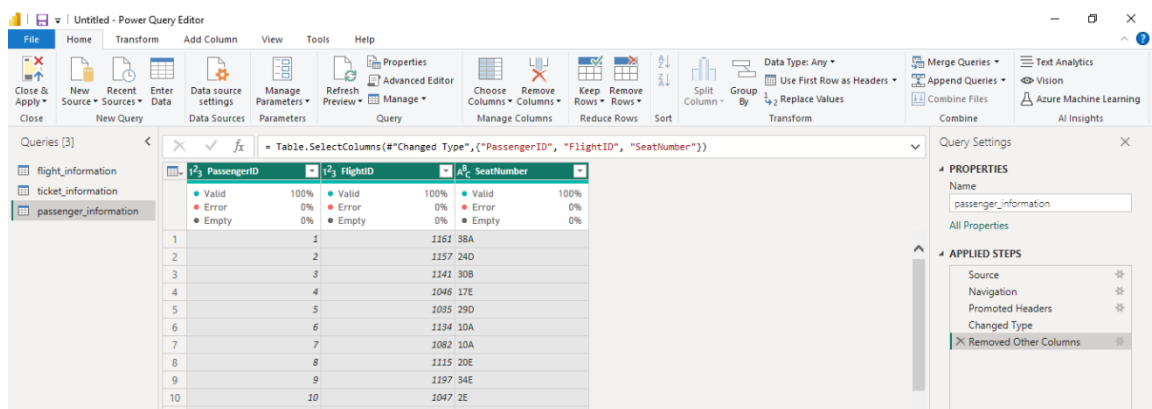 Untitled - Power Query Editor
File Home Transform Add Column View Tools Help
Close & Apply
Close
New Source
Recent Sources
Enter Data
New Query
Data source settings
Data Sources
Manage Parameters
Parameters
Refresh Preview
Properties
Advanced Editor
Manage
Query
Choose Columns
Remove Columns
Manage Columns
Keep Rows
Remove Rows
Reduce Rows
Sort
Split Column
Group By
Data Type: Any
Use First Row as Headers
Replace Values
Transform
Merge Queries
Append Queries
Combine Files
Combine
Text Analytics
Vision
Azure Machine Learning
AI Insights
Queries [3]
flight_information
ticket_information
passenger_information
fx = Table.SelectColumns(#"Changed Type",{"PassengerID", "FlightID", "SeatNumber"})
123 PassengerID 123 FlightID ABC SeatNumber
Valid 100% Valid 100% Valid 100%
Error 0% Error 0% Error 0%
Empty 0% Empty 0% Empty 0%
1 1 1161 38A
2 2 1157 24D
3 3 1141 30B
4 4 1046 17E
5 5 1035 29D
6 6 1134 10A
7 7 1082 10A
8 8 1115 20E
9 9 1197 34E
10 10 1047 2E
Query Settings
PROPERTIES
Name
passenger_information
All Properties
APPLIED STEPS
Source
Navigation
Promoted Headers
Changed Type
Removed Other Columns